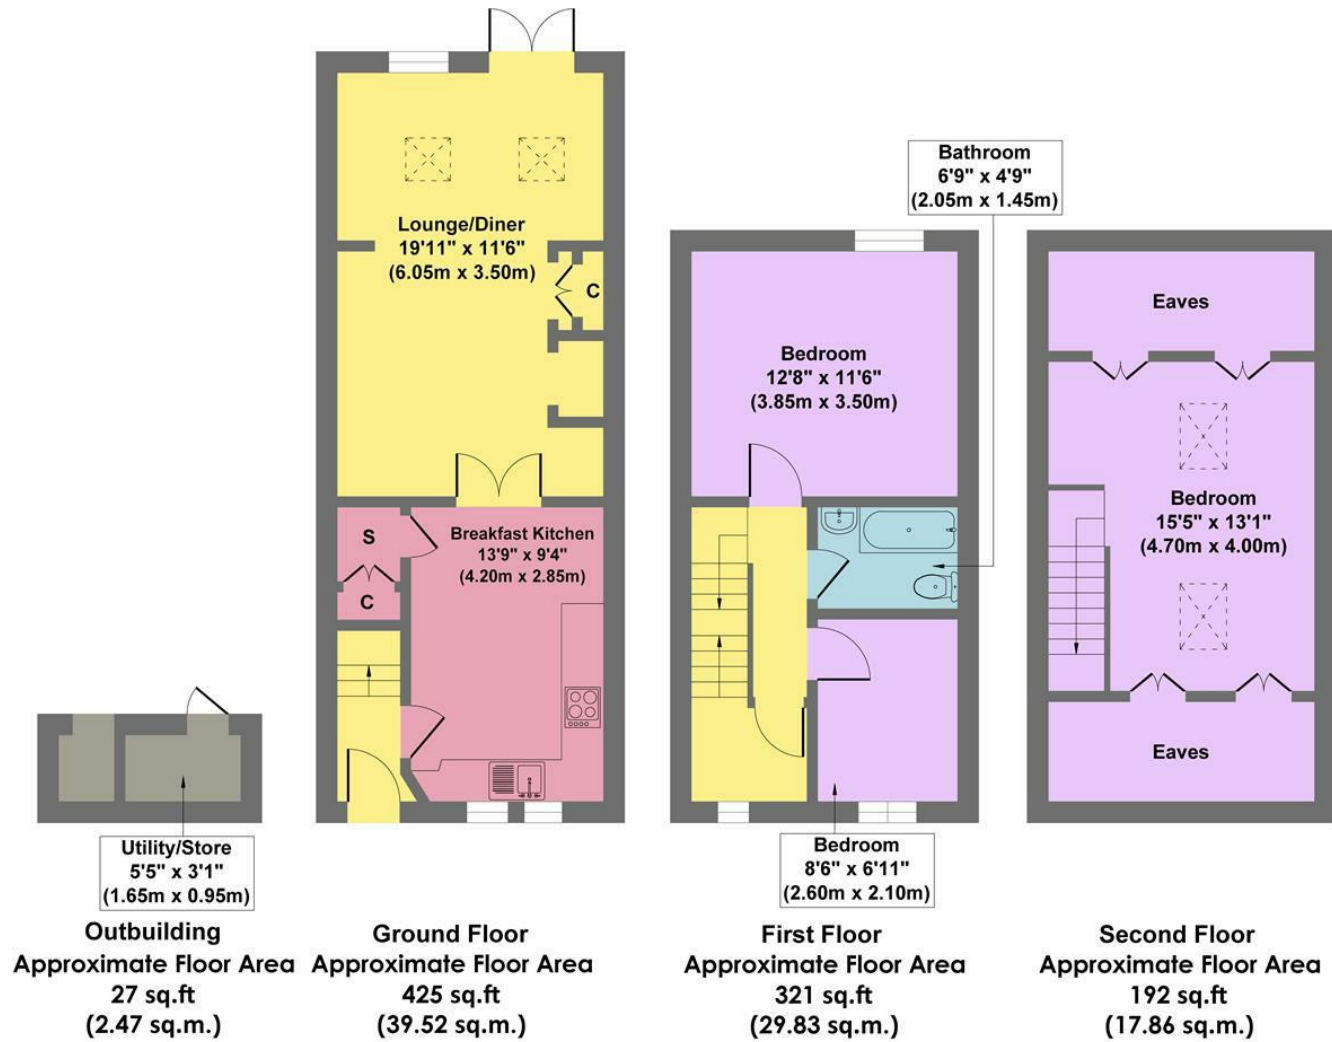 Bathroom
6'9" x 4'9"
(2.05m x 1.45m)
Lounge/Diner
19'11" x 11'6"
(6.05m x 3.50m)
C
Bedroom
12'8" x 11'6"
(3.85m x 3.50m)
Eaves
Bedroom
15'5" x 13'1"
(4.70m x 4.00m)
S
Breakfast Kitchen
13'9" x 9'4"
(4.20m x 2.85m)
C
Eaves
Utility/Store
5'5" x 3'1"
(1.65m x 0.95m)
Bedroom
8'6" x 6'11"
(2.60m x 2.10m)
Outbuilding
Approximate Floor Area
27 sq.ft
(2.47 sq.m.)
Ground Floor
Approximate Floor Area
425 sq.ft
(39.52 sq.m.)
First Floor
Approximate Floor Area
321 sq.ft
(29.83 sq.m.)
Second Floor
Approximate Floor Area
192 sq.ft
(17.86 sq.m.)